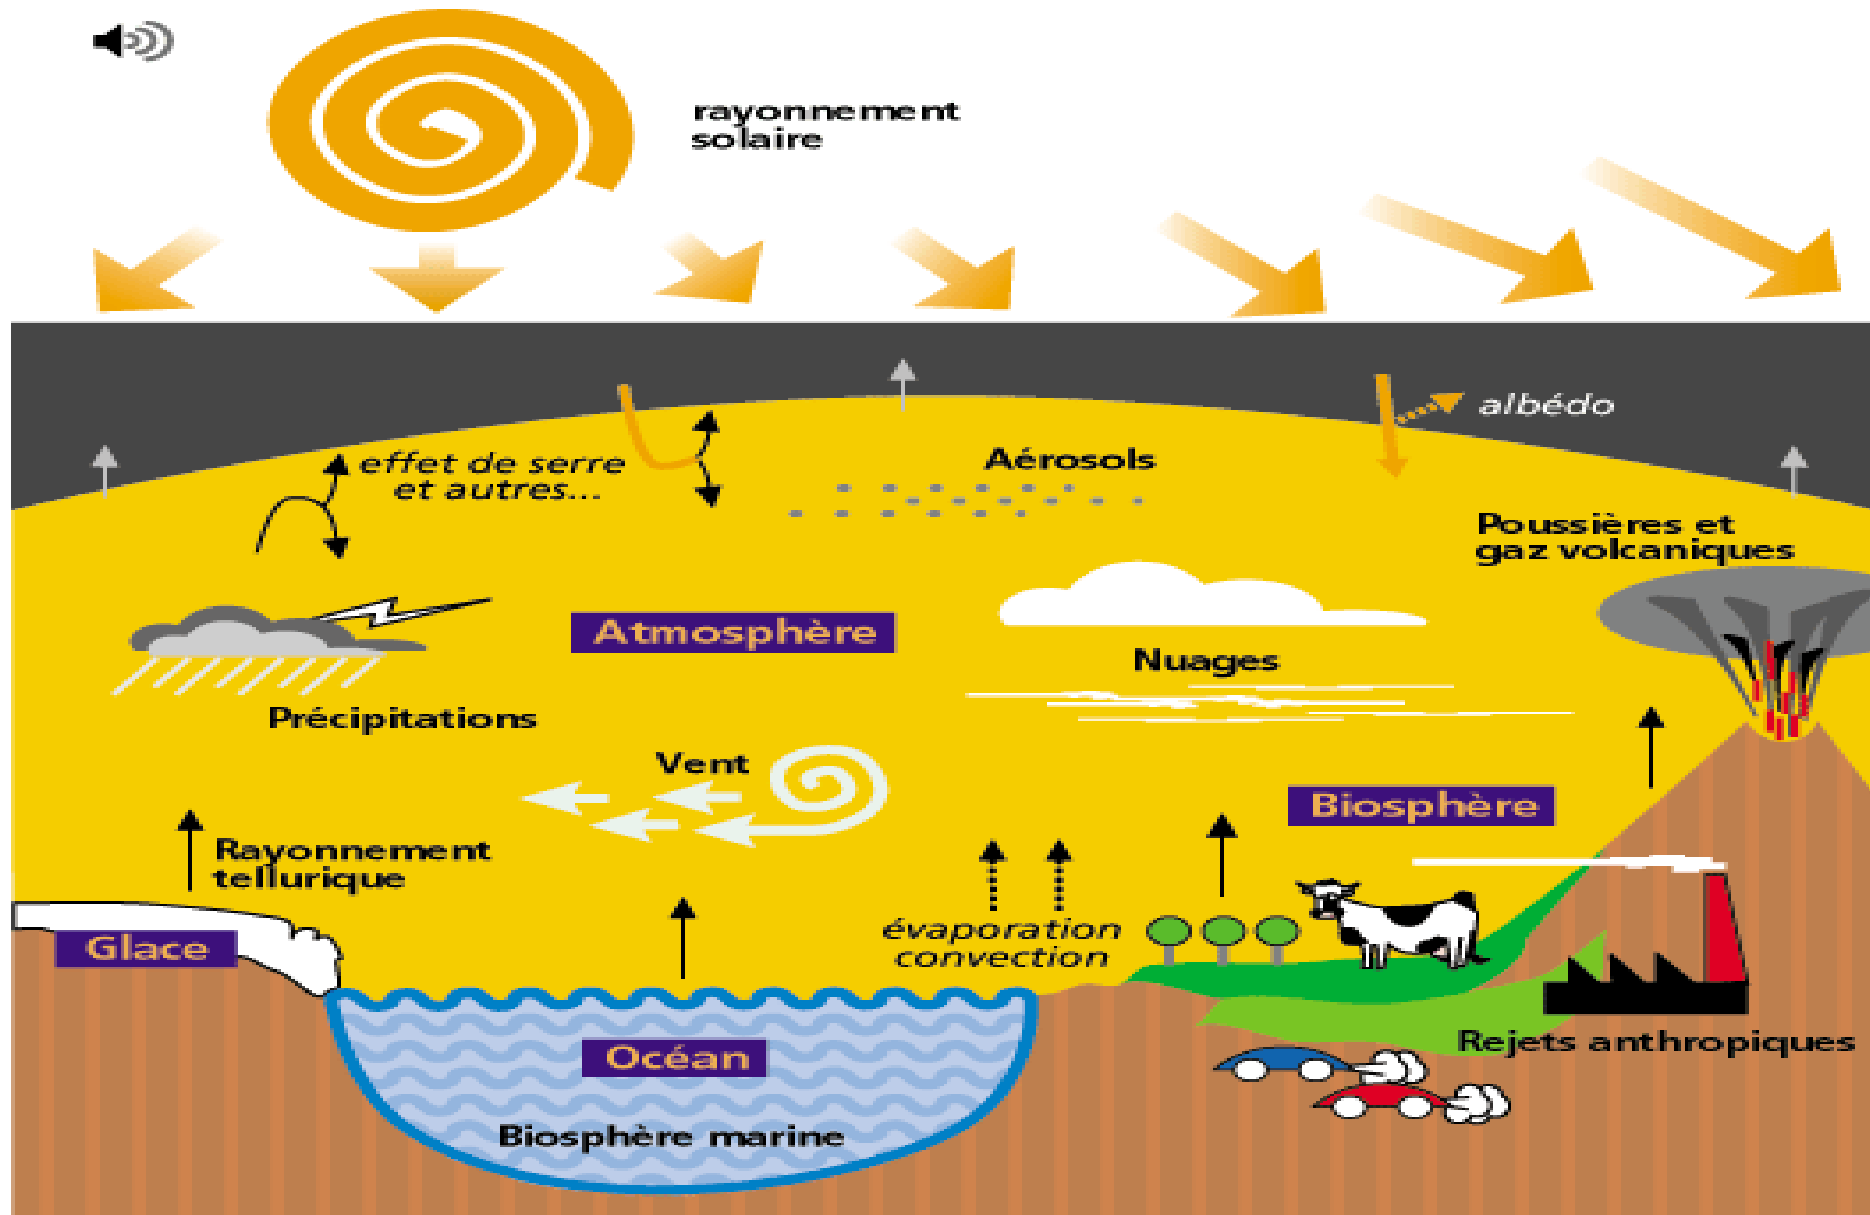 rayonnement
solaire
albédo
effet de serre
et autres...
Aérosols
Poussières et
gaz volcaniques
Atmosphère
Nuages
Précipitations
Vent
Biosphère
Rayonnement
tellurique
Glace
évaporation
convection
Océan
Rejets anthropiques
Biosphère marine